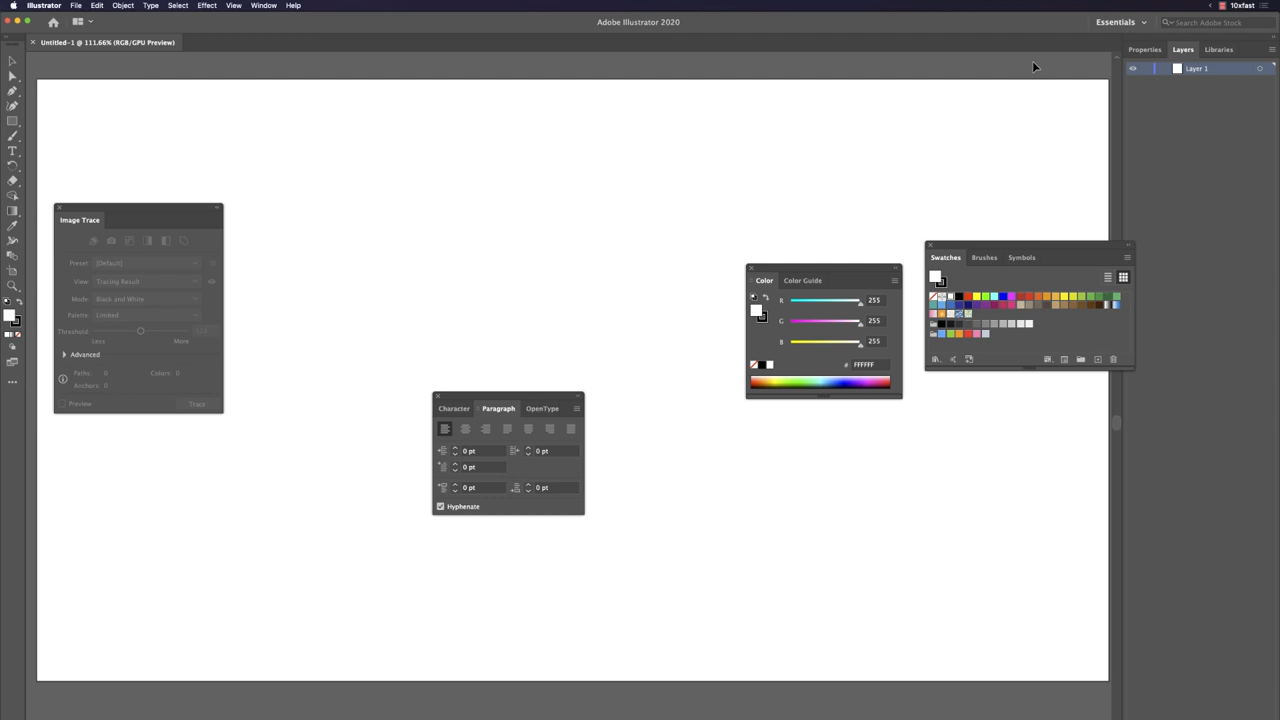 Illustrator File Edit Object Type Select Effect View Window Help
10xfast
Adobe Illustrator 2020
Essentials
Search Adobe Stock
Untitled-1 @ 111.66% (RGB/GPU Preview)
Properties Layers Libraries
Layer 1
Image Trace
Preset: [Default]
View: Tracing Result
Mode: Black and White
Palette: Limited
Threshold:
Less More
Advanced
Paths: 0 Colors: 0
Anchors: 0
Preview Trace
Character Paragraph OpenType
0 pt 0 pt
0 pt
0 pt 0 pt
Hyphenate
Color Color Guide
R 255
G 255
B 255
# FFFFFF
Swatches Brushes Symbols